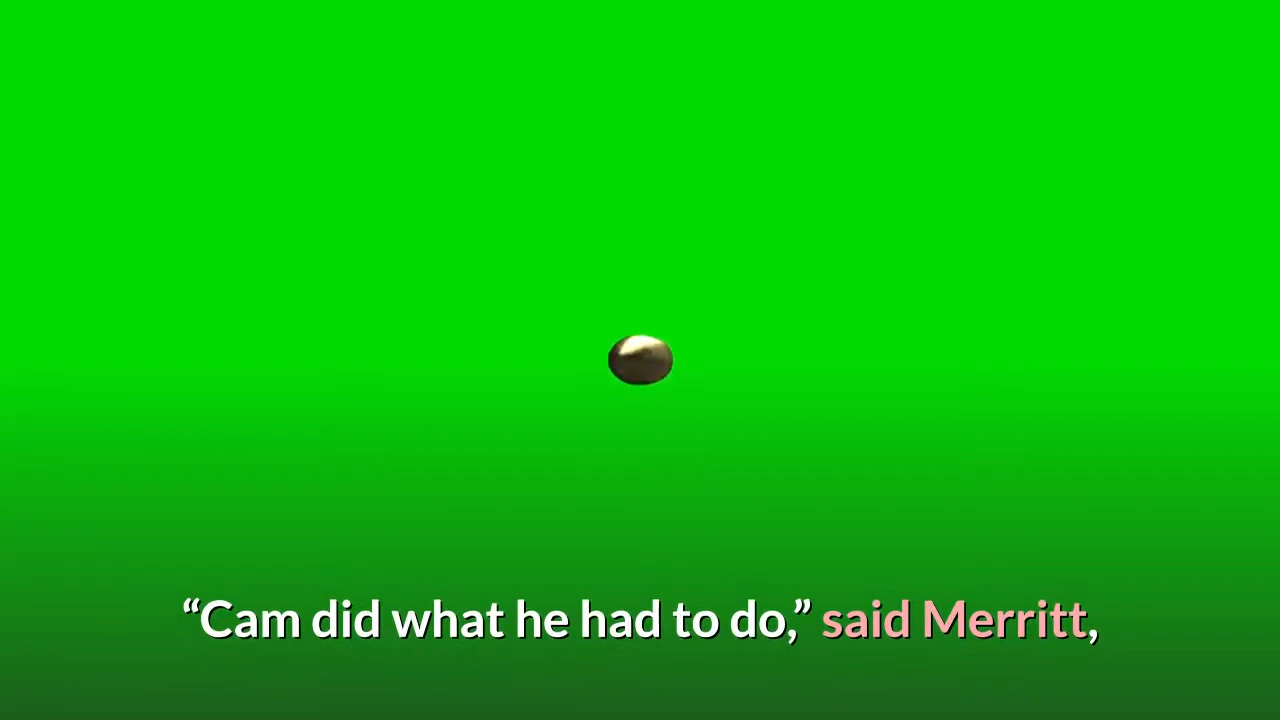 “Cam did what he had to do,” said Merritt,